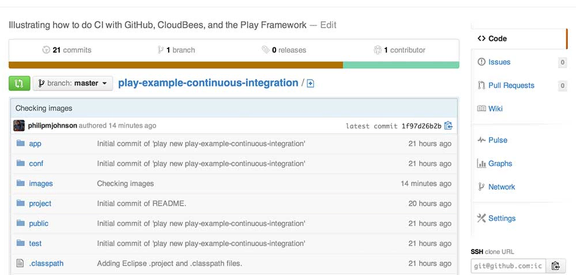 Illustrating how to do CI with GitHub, CloudBees, and the Play Framework — Edit
21 commits 1 branch 0 releases 1 contributor
branch: master play-example-continuous-integration /
Checking images
philipmjohnson authored 14 minutes ago latest commit 1f97d26b2b
app Initial commit of 'play new play-example-continuous-integration' 21 hours ago
conf Initial commit of 'play new play-example-continuous-integration' 21 hours ago
images Checking images 14 minutes ago
project Initial commit of README. 20 hours ago
public Initial commit of 'play new play-example-continuous-integration' 21 hours ago
test Initial commit of 'play new play-example-continuous-integration' 21 hours ago
.classpath Adding Eclipse .project and .classpath files. 21 hours ago
Code
Issues 0
Pull Requests 0
Wiki
Pulse
Graphs
Network
Settings
SSH clone URL
git@github.com:ic